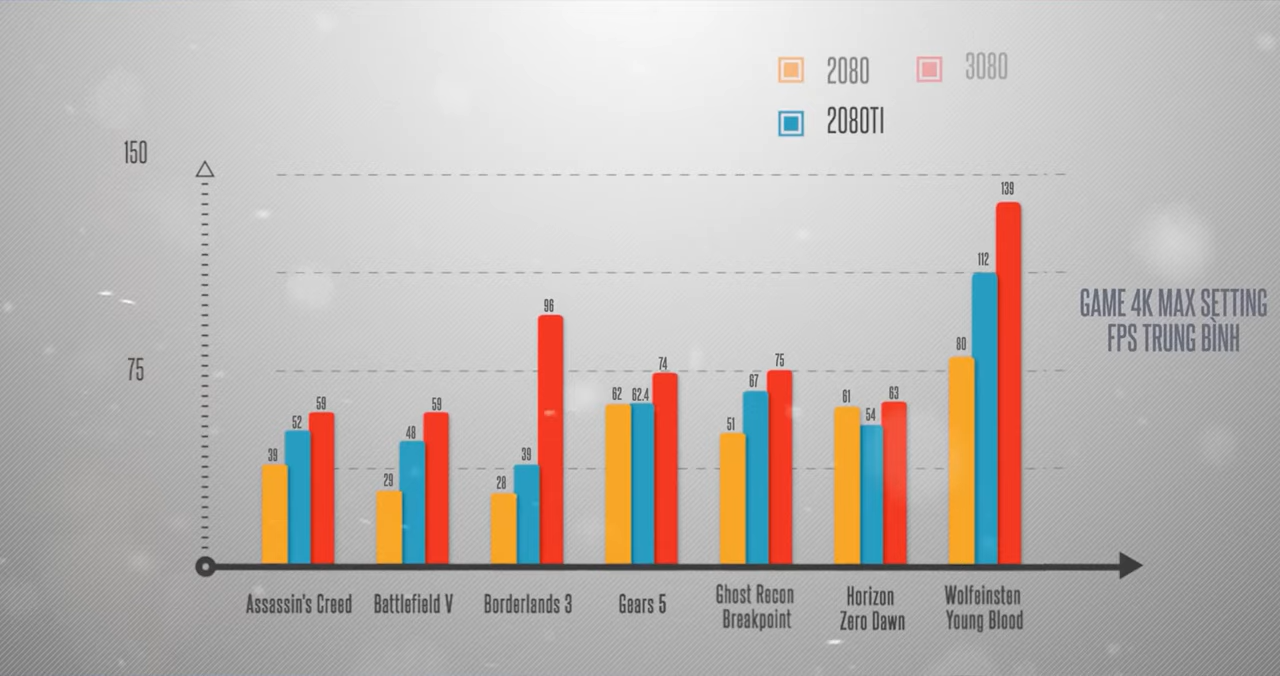 2080
3080
2080TI
150
75
39
52
59
29
48
59
28
39
96
62
62.4
74
51
67
75
61
54
63
80
112
139
GAME 4K MAX SETTING
FPS TRUNG BÌNH
Assassin's Creed
Battlefield V
Borderlands 3
Gears 5
Ghost Recon
Breakpoint
Horizon
Zero Dawn
Wolfeinsten
Young Blood